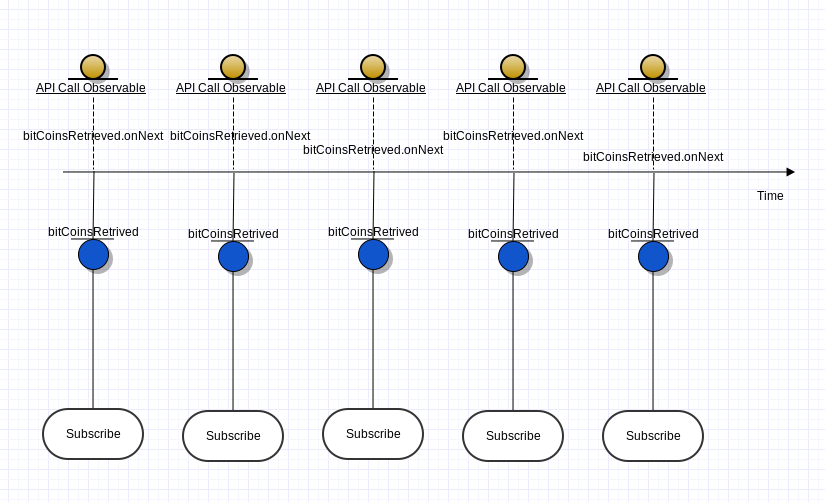 API Call Observable API Call Observable API Call Observable API Call Observable API Call Observable
bitCoinsRetrieved.onNext bitCoinsRetrieved.onNext bitCoinsRetrieved.onNext
bitCoinsRetrieved.onNext
bitCoinsRetrieved.onNext
Time
bitCoinsRetrived bitCoinsRetrived bitCoinsRetrived bitCoinsRetrived bitCoinsRetrived
Subscribe Subscribe Subscribe Subscribe Subscribe